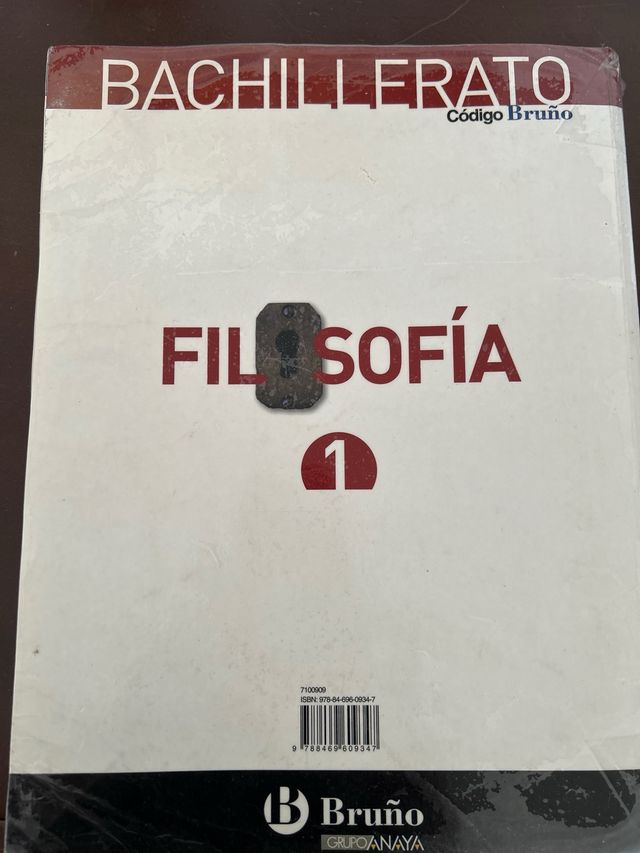 BACHILLERATO
Código Bruño
FILOSOFÍA
1
7100909
ISBN: 978-84-696-0934-7
9 788469 609347
B Bruño
GRUPO ANAYA